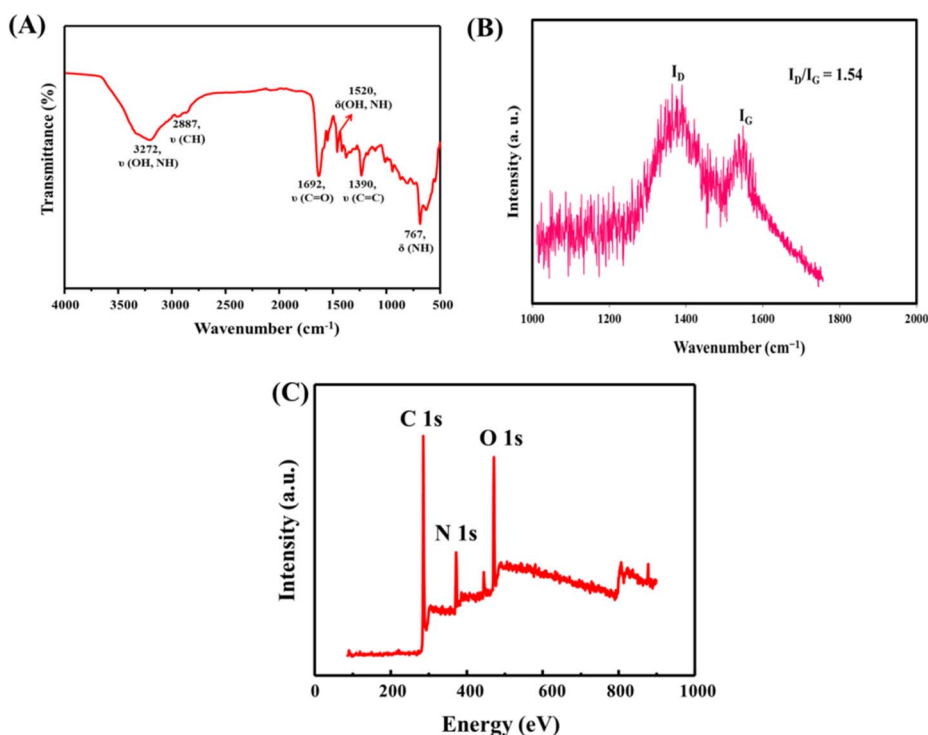 (A)
Transmittance (%)
3272,
υ (OH, NH)
2887,
υ (CH)
1520,
δ(OH, NH)
1692,
υ (C=O)
1390,
υ (C=C)
767,
δ (NH)
4000 3500 3000 2500 2000 1500 1000 500
Wavenumber (cm⁻¹)
(B)
Intensity (a. u.)
I_D
I_G
I_D/I_G = 1.54
1000 1200 1400 1600 1800 2000
Wavenumber (cm⁻¹)
(C)
Intensity (a.u.)
C 1s
N 1s
O 1s
0 200 400 600 800 1000
Energy (eV)